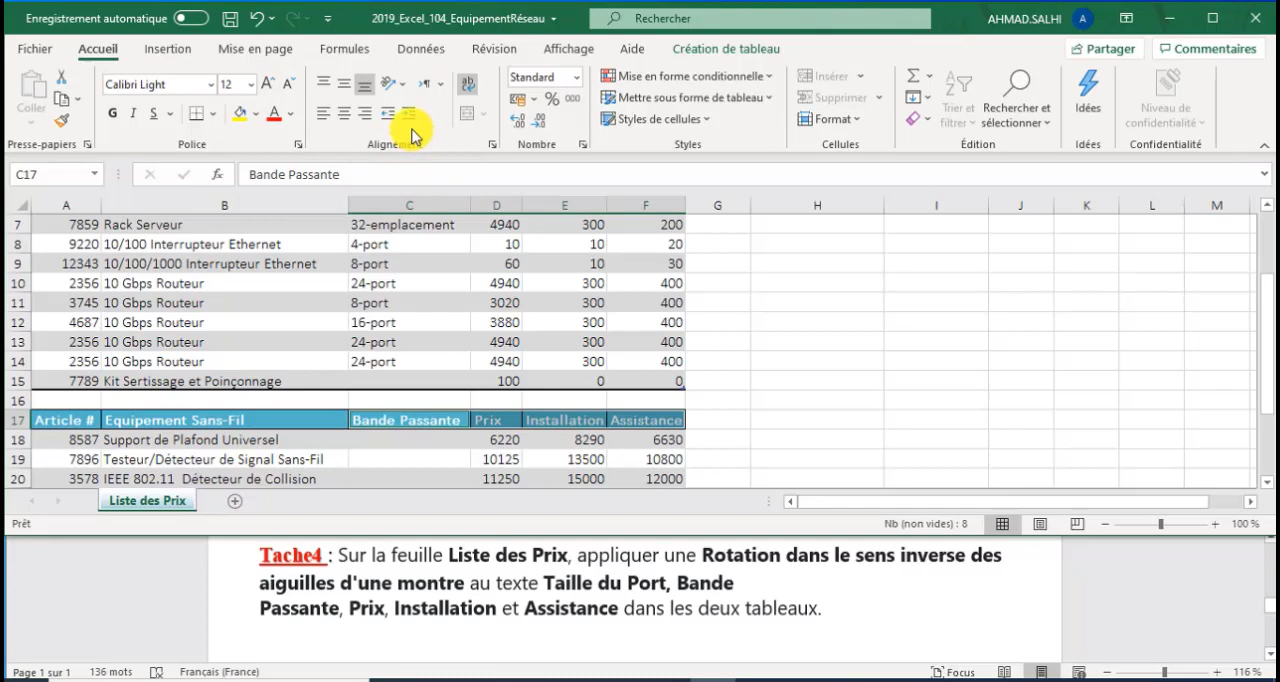 Enregistrement automatique 2019_Excel_104_EquipementRéseau Rechercher AHMAD.SALHI A
Fichier Accueil Insertion Mise en page Formules Données Révision Affichage Aide Création de tableau Partager Commentaires
Coller Calibri Light 12 Standard Mise en forme conditionnelle Insérer Trier et filtrer Rechercher et sélectionner Idées Niveau de confidentialité
G I S A % 000 Mettre sous forme de tableau Supprimer
Styles de cellules Format
Presse-papiers Police Alignement Nombre Styles Cellules Édition Idées Confidentialité
C17 fx Bande Passante
A B C D E F G H I J K L M
7 7859 Rack Serveur 32-emplacement 4940 300 200
8 9220 10/100 Interrupteur Ethernet 4-port 10 10 20
9 12343 10/100/1000 Interrupteur Ethernet 8-port 60 10 30
10 2356 10 Gbps Routeur 24-port 4940 300 400
11 3745 10 Gbps Routeur 8-port 3020 300 400
12 4687 10 Gbps Routeur 16-port 3880 300 400
13 2356 10 Gbps Routeur 24-port 4940 300 400
14 2356 10 Gbps Routeur 24-port 4940 300 400
15 7789 Kit Sertissage et Poinçonnage 100 0 0
16
17 Article # Equipement Sans-Fil Bande Passante Prix Installation Assistance
18 8587 Support de Plafond Universel 6220 8290 6630
19 7896 Testeur/Détecteur de Signal Sans-Fil 10125 13500 10800
20 3578 IEEE 802.11 Détecteur de Collision 11250 15000 12000
Liste des Prix
Prêt Nb (non vides) : 8 100 %
Tache4 : Sur la feuille Liste des Prix, appliquer une Rotation dans le sens inverse des
aiguilles d'une montre au texte Taille du Port, Bande
Passante, Prix, Installation et Assistance dans les deux tableaux.
Page 1 sur 1 136 mots Français (France) Focus 116 %